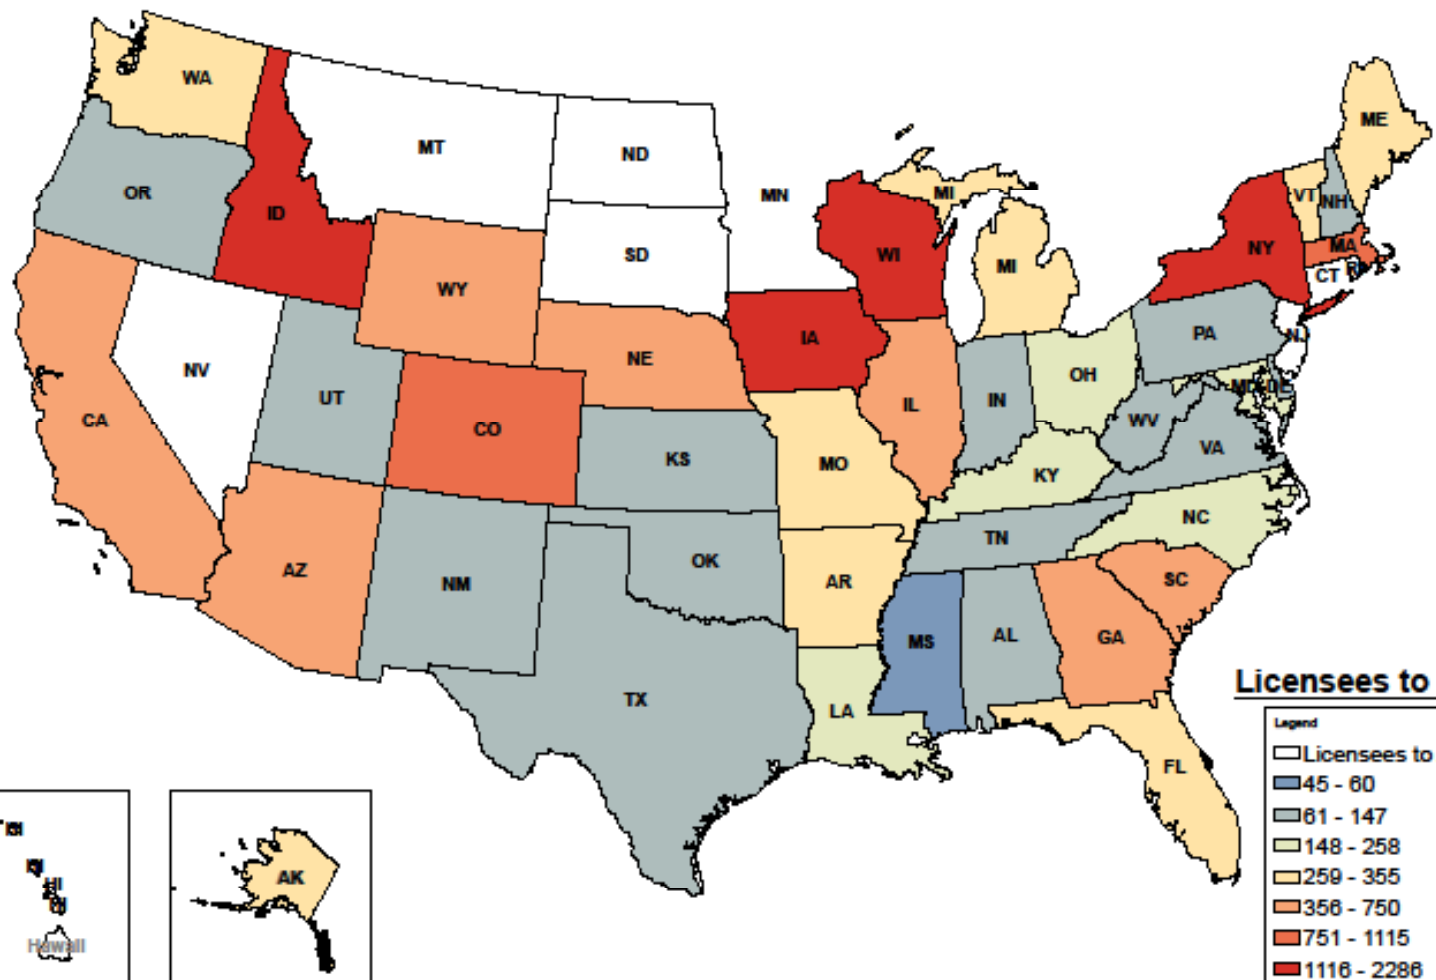 WA
ME
MT
ND
OR
MN
MI
VT
NH
ID
SD
WI
NY
MA
MI
CT
WY
IA
PA
NJ
NE
NV
UT
OH
MD
DE
CO
IN
IL
CA
WV
KS
MO
VA
KY
NC
TN
OK
AZ
NM
AR
SC
MS
AL
GA
TX
LA
Licensees to
Legend
Licensees to
FL
45 - 60
61 - 147
148 - 258
AK
259 - 355
HI
356 - 750
Hawaii
751 - 1115
1116 - 2286